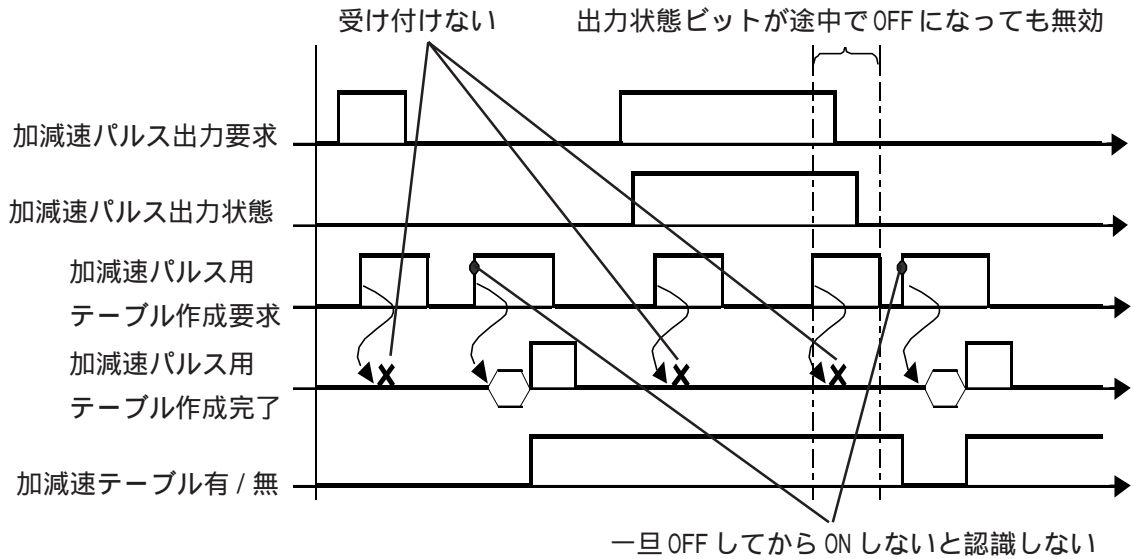 受け付けない
出力状態ビットが途中でOFFになっても無効
加減速パルス出力要求
加減速パルス出力状態
加減速パルス用
テーブル作成要求
加減速パルス用
テーブル作成完了
加減速テーブル有/無
一旦OFFしてからONしないと認識しない